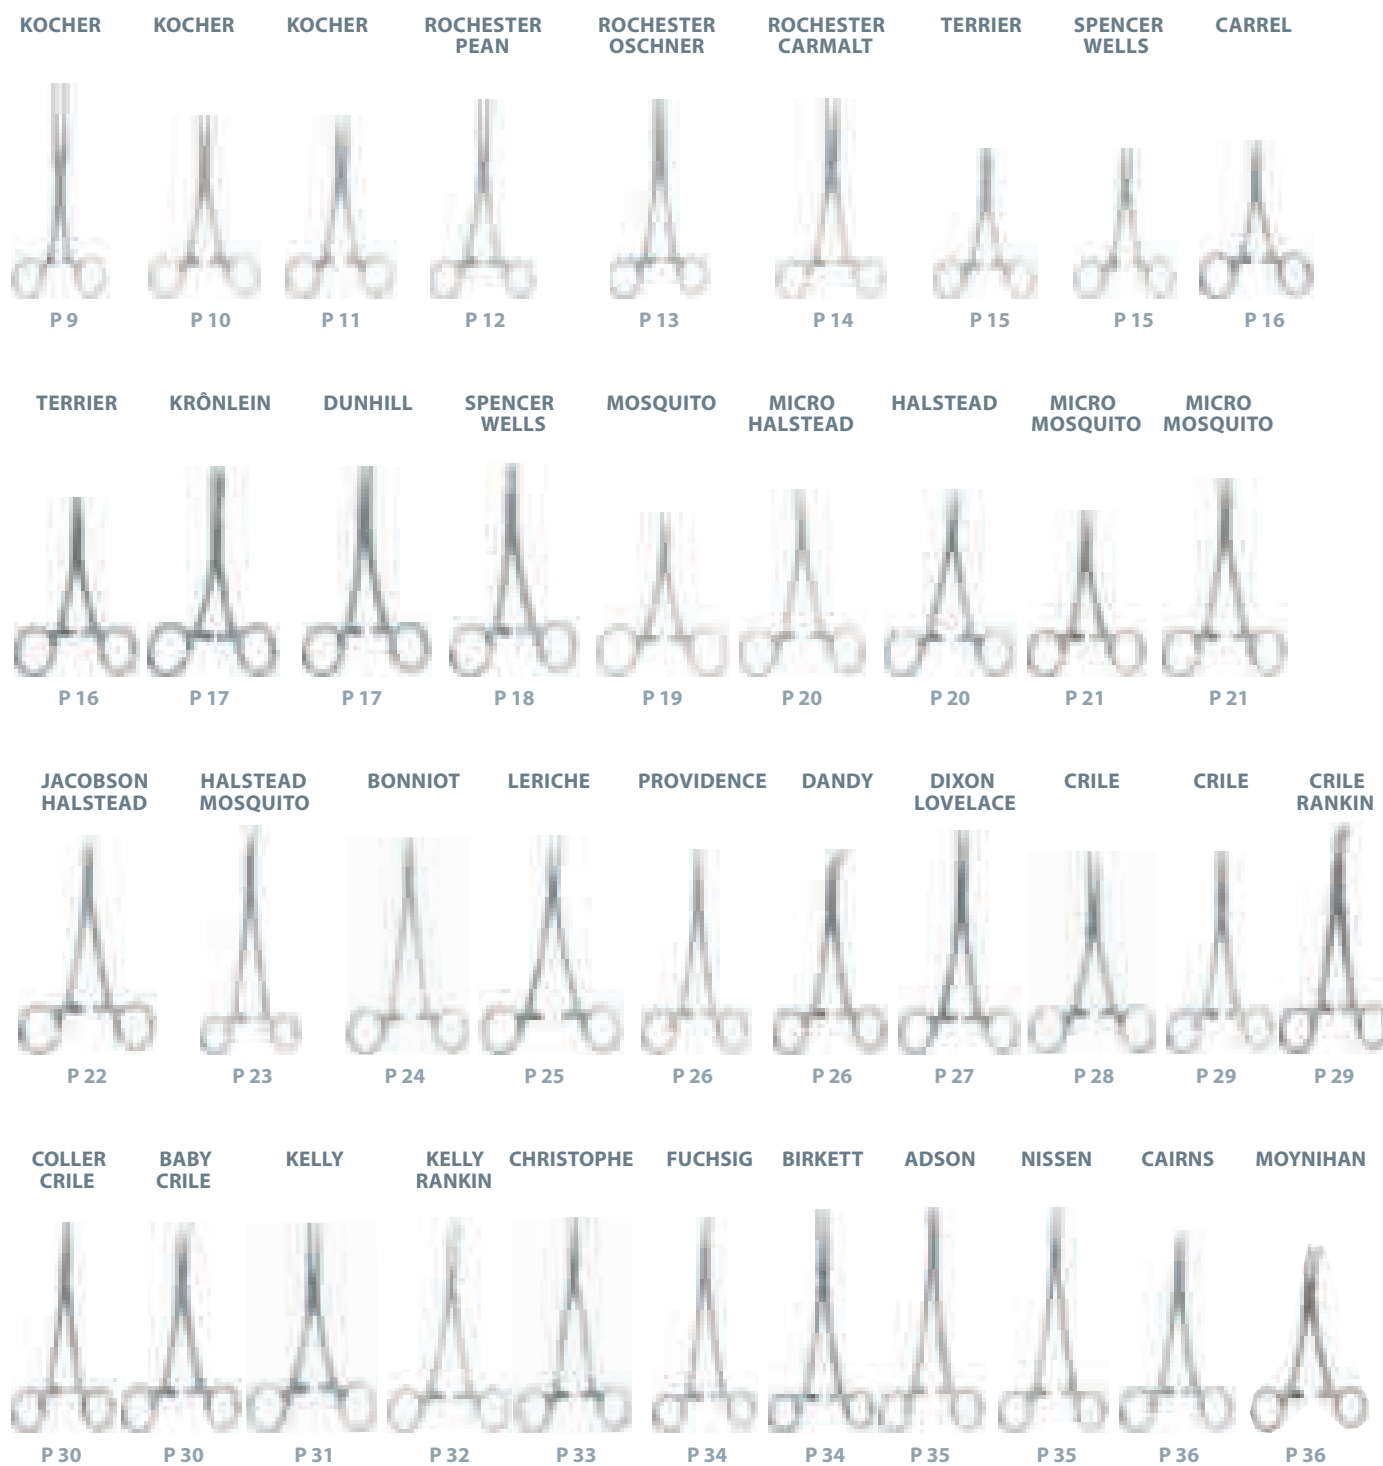 KOCHER KOCHER KOCHER ROCHESTER ROCHESTER ROCHESTER TERRIER SPENCER CARREL
PEAN OSCHNER CARMALT WELLS
P 9 P 10 P 11 P 12 P 13 P 14 P 15 P 15 P 16
TERRIER KRÔNLEIN DUNHILL SPENCER MOSQUITO MICRO HALSTEAD MICRO MICRO
WELLS HALSTEAD MOSQUITO MOSQUITO
P 16 P 17 P 17 P 18 P 19 P 20 P 20 P 21 P 21
JACOBSON HALSTEAD BONNIOT LERICHE PROVIDENCE DANDY DIXON CRILE CRILE CRILE
HALSTEAD MOSQUITO LOVELACE RANKIN
P 22 P 23 P 24 P 25 P 26 P 26 P 27 P 28 P 29 P 29
COLLER BABY KELLY KELLY CHRISTOPHE FUCHSIG BIRKETT ADSON NISSEN CAIRNS MOYNIHAN
CRILE CRILE RANKIN
P 30 P 30 P 31 P 32 P 33 P 34 P 34 P 35 P 35 P 36 P 36